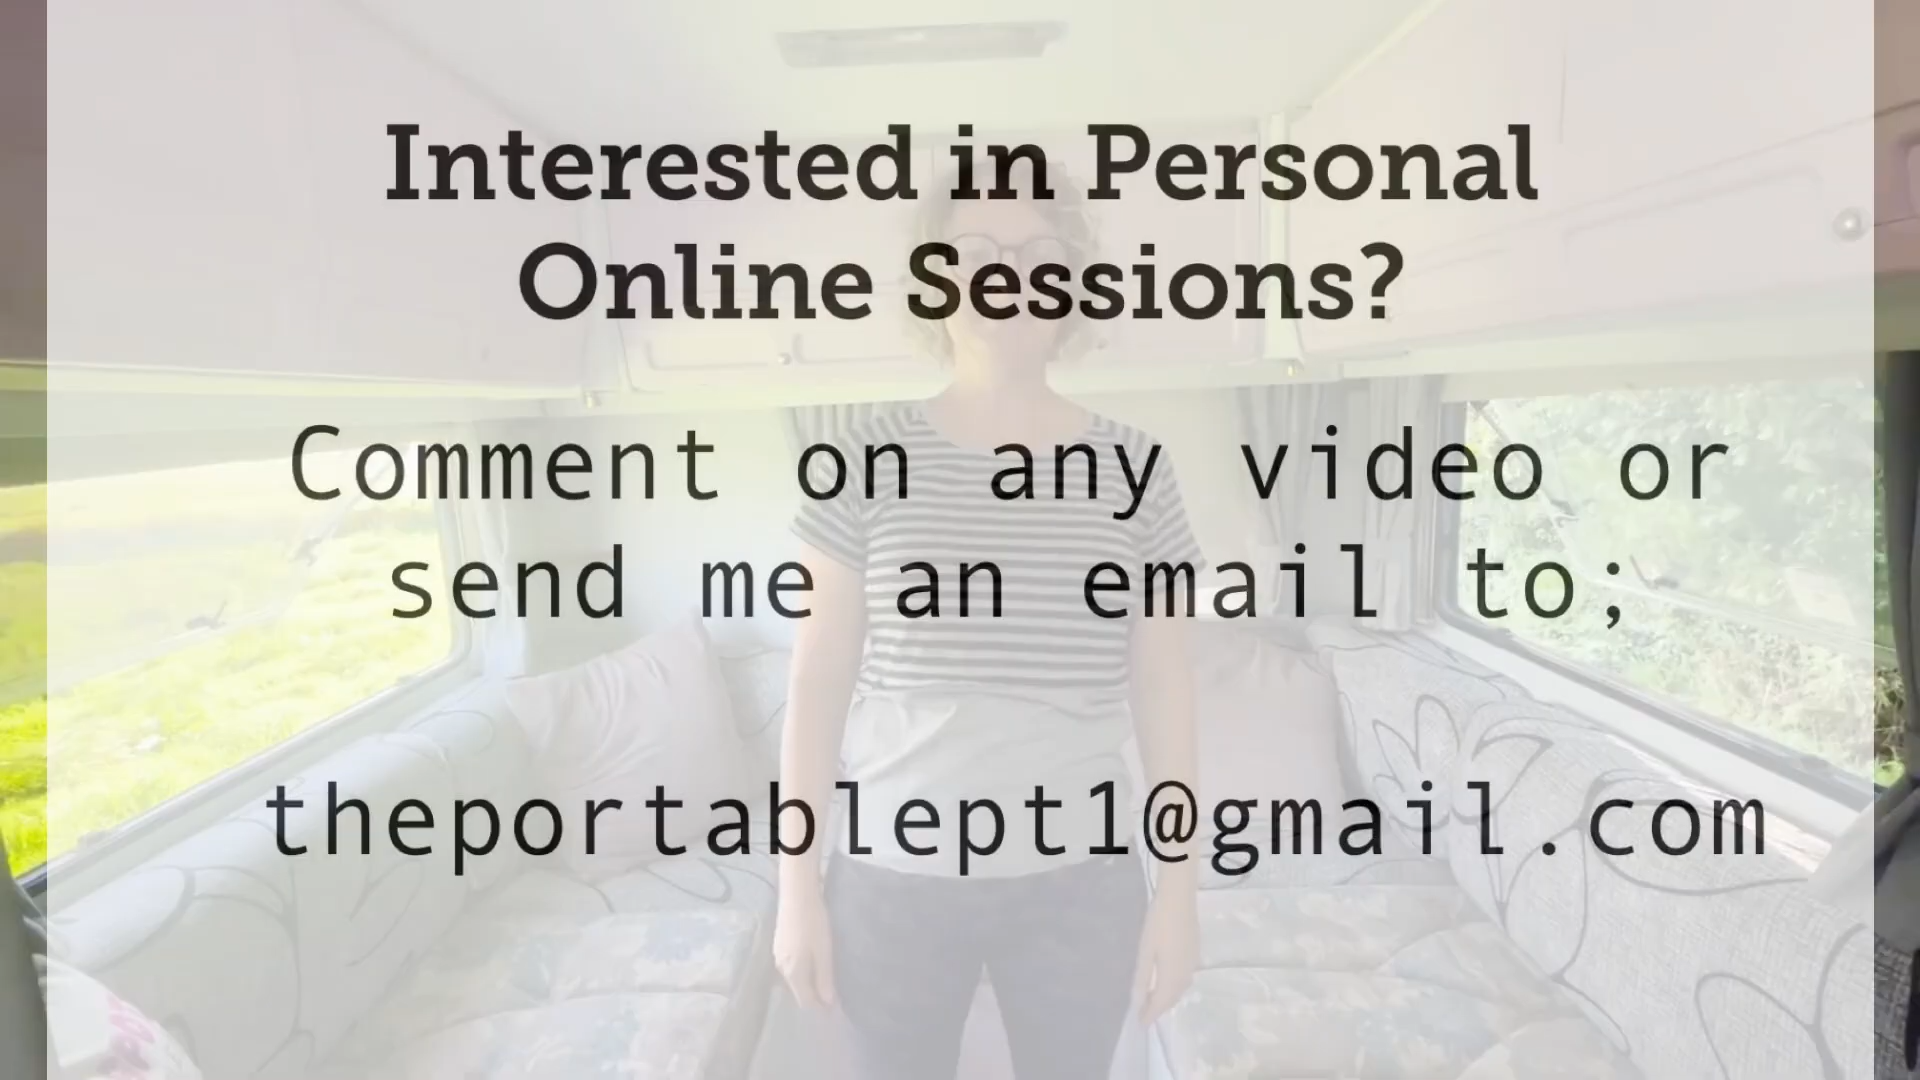 Interested in Personal
Online Sessions?
Comment on any video or
send me an email to;
theportablept1@gmail.com